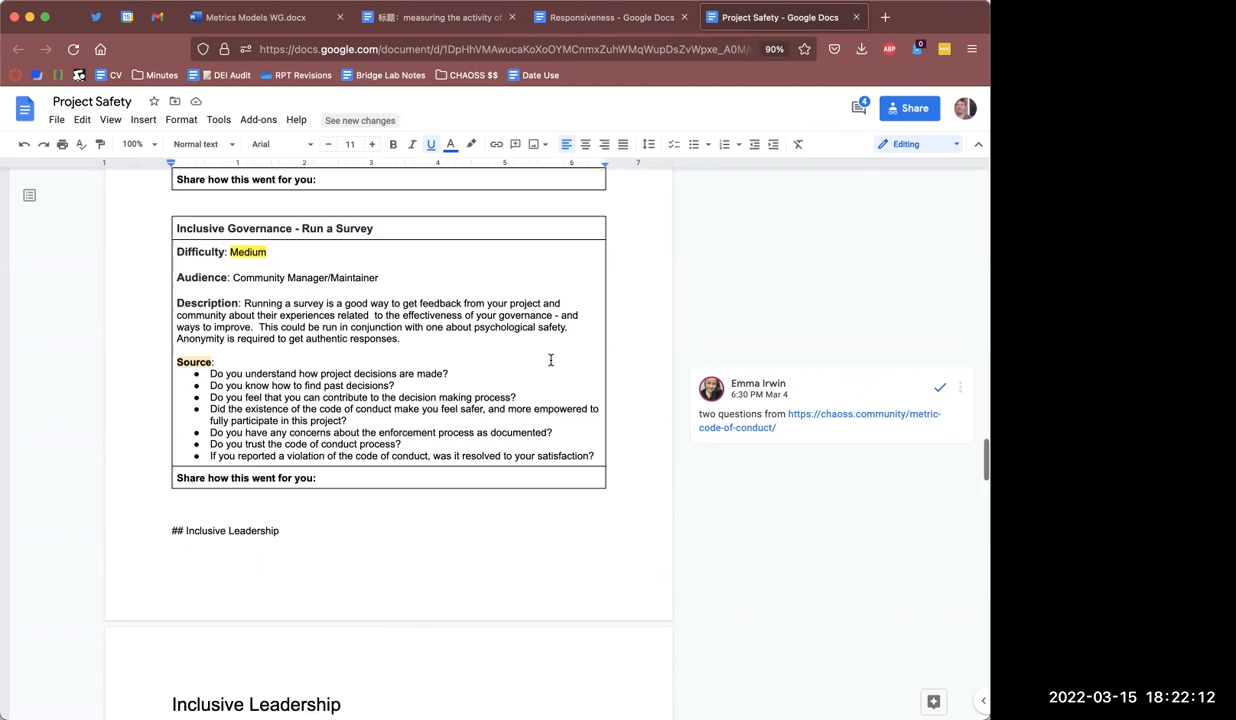 Metrics Models WG.docx
标题：measuring the activity of
Responsiveness - Google Docs
Project Safety - Google Docs
https://docs.google.com/document/d/1DpHhVMAwucaKoXoOYMCnmxZuhWMqWupDsZvWpxe_A0M/
90%
ABP
0
CV
Minutes
DEI Audit
RPT Revisions
Bridge Lab Notes
CHAOSS $$
Date Use
Project Safety
4
Share
File Edit View Insert Format Tools Add-ons Help See new changes
100% Normal text Arial 11 B I U A Editing
1 1 2 3 4 5 6 7
Share how this went for you:
Inclusive Governance - Run a Survey
Difficulty: Medium
Audience: Community Manager/Maintainer
Description: Running a survey is a good way to get feedback from your project and
community about their experiences related to the effectiveness of your governance - and
ways to improve. This could be run in conjunction with one about psychological safety.
Anonymity is required to get authentic responses.
Source:
● Do you understand how project decisions are made?
● Do you know how to find past decisions?
● Do you feel that you can contribute to the decision making process?
● Did the existence of the code of conduct make you feel safer, and more empowered to
fully participate in this project?
● Do you have any concerns about the enforcement process as documented?
● Do you trust the code of conduct process?
● If you reported a violation of the code of conduct, was it resolved to your satisfaction?
Share how this went for you:
## Inclusive Leadership
Inclusive Leadership
Emma Irwin
6:30 PM Mar 4
two questions from https://chaoss.community/metric-
code-of-conduct/
2022-03-15 18:22:12